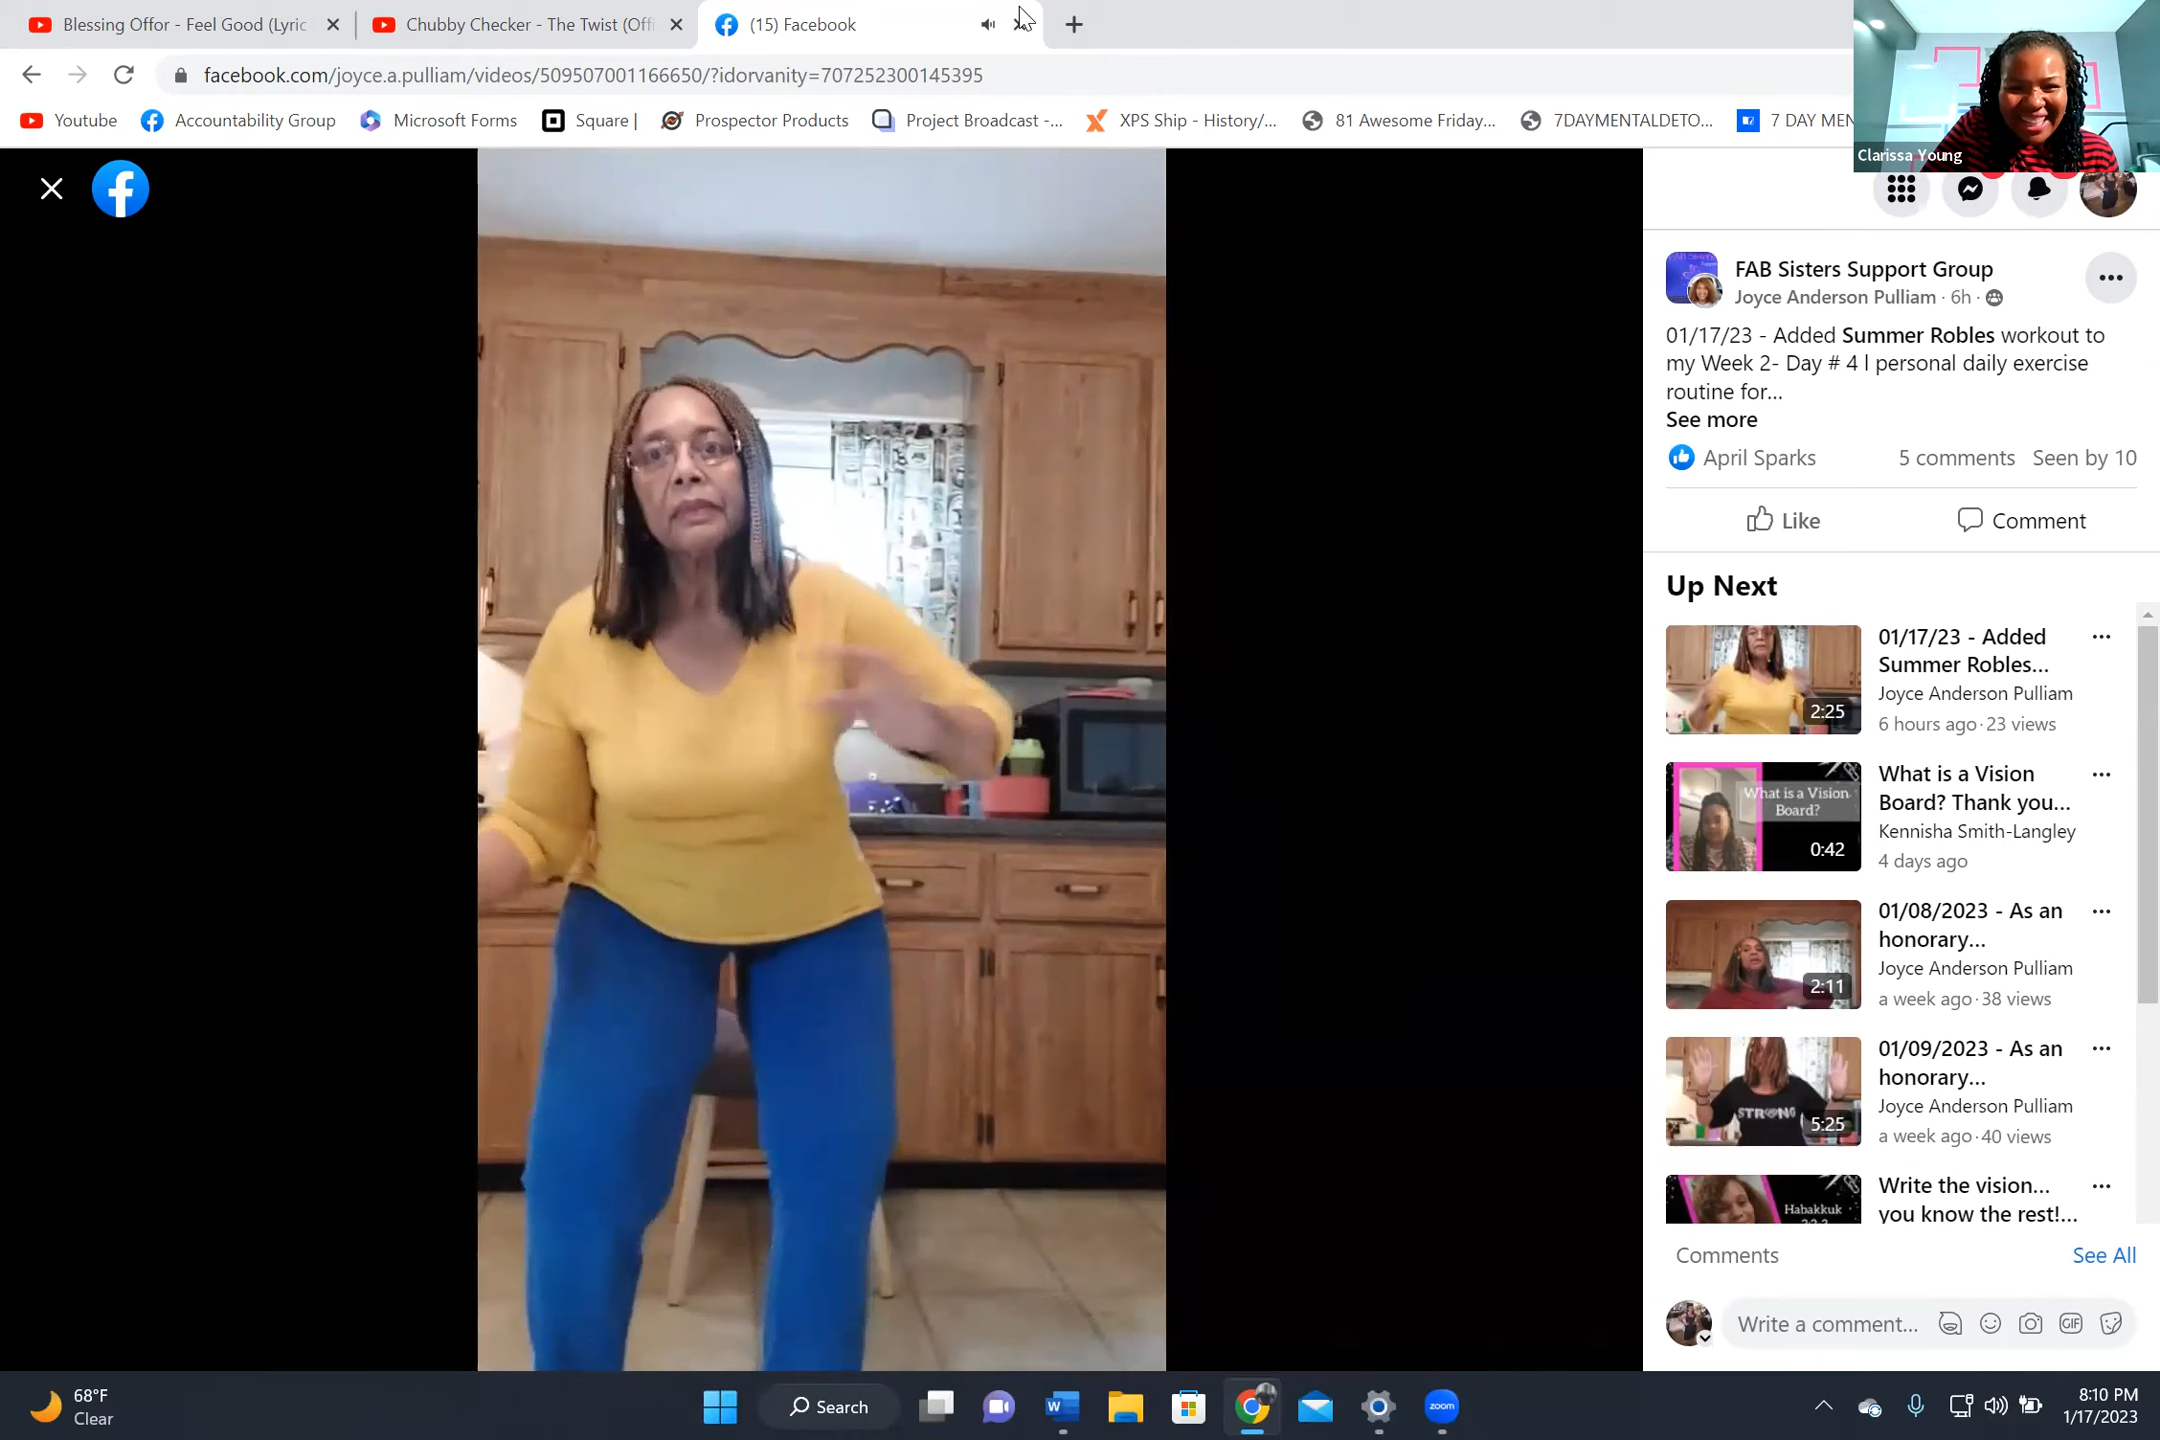 Blessing Offor - Feel Good (Lyric
Chubby Checker - The Twist (Offi
(15) Facebook
facebook.com/joyce.a.pulliam/videos/509507001166650/?idorvanity=707252300145395
Youtube
Accountability Group
Microsoft Forms
Square |
Prospector Products
Project Broadcast -...
XPS Ship - History/...
81 Awesome Friday...
7DAYMENTALDETO...
7 DAY MEN
Clarissa Young
FAB Sisters Support Group
Joyce Anderson Pulliam · 6h ·
01/17/23 - Added Summer Robles workout to
my Week 2- Day # 4 l personal daily exercise
routine for...
See more
April Sparks
5 comments Seen by 10
Like
Comment
Up Next
2:25
01/17/23 - Added
Summer Robles...
Joyce Anderson Pulliam
6 hours ago · 23 views
What is a Vision
Board?
0:42
What is a Vision
Board? Thank you...
Kennisha Smith-Langley
4 days ago
2:11
01/08/2023 - As an
honorary...
Joyce Anderson Pulliam
a week ago · 38 views
STRONG
5:25
01/09/2023 - As an
honorary...
Joyce Anderson Pulliam
a week ago · 40 views
Habakkuk
Write the vision...
you know the rest!...
Comments
See All
Write a comment...
GIF
68°F
Clear
Search
W
zoom
8:10 PM
1/17/2023